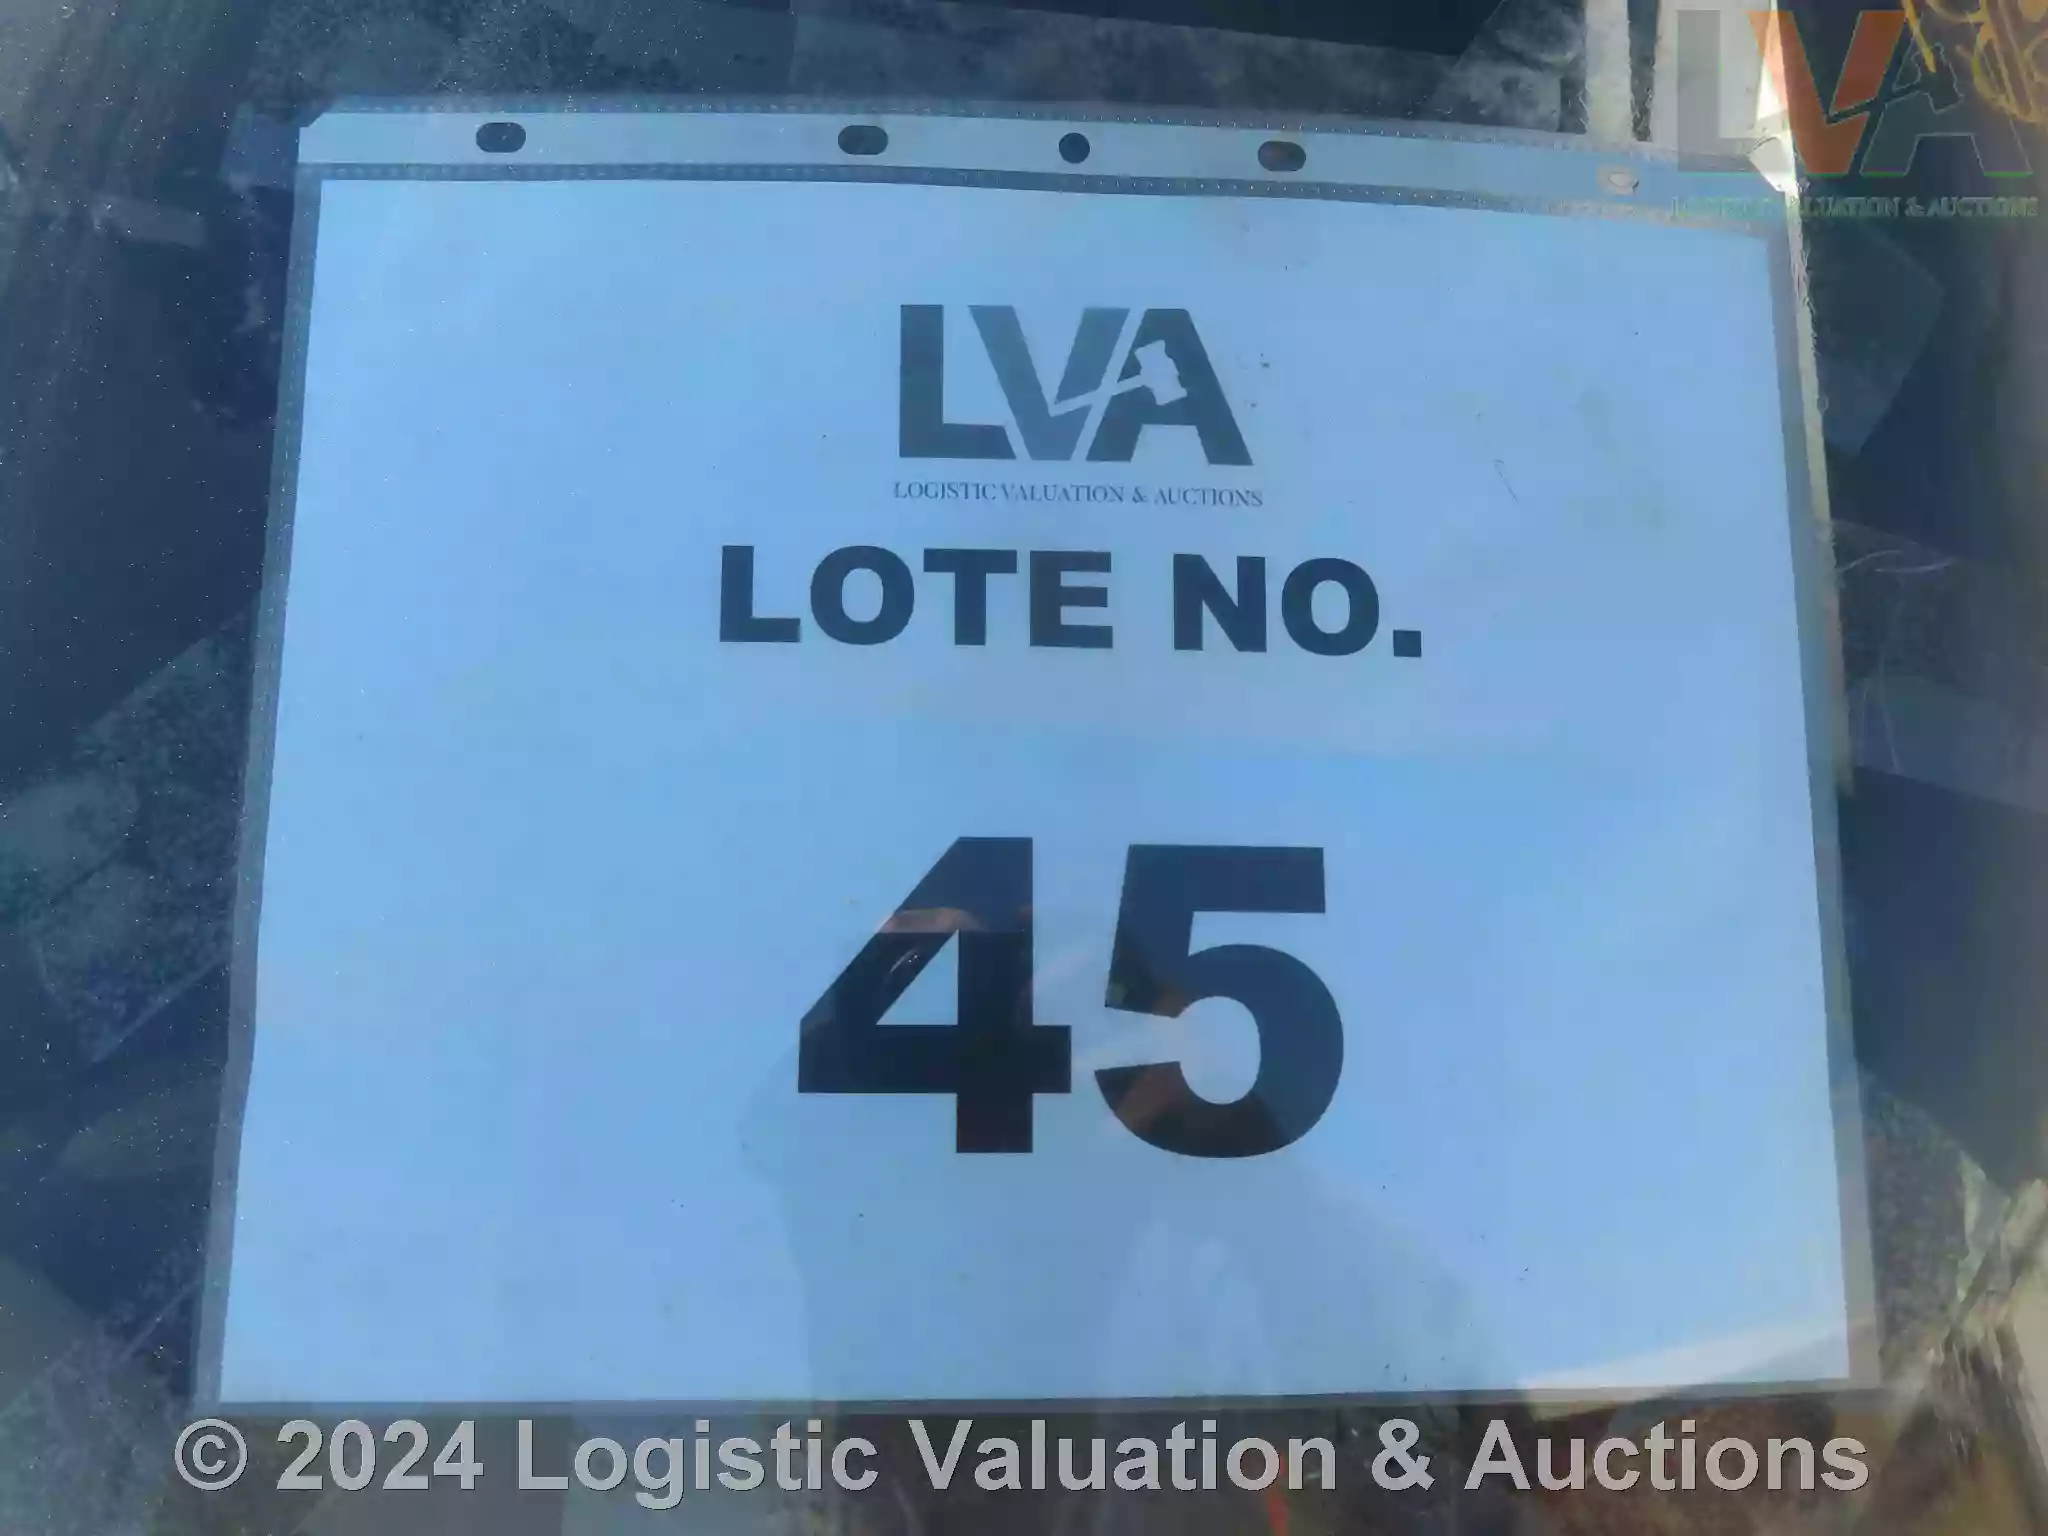 LVA
LOGISTIC VALUATION & AUCTIONS
LVA
LOGISTIC VALUATION & AUCTIONS
LOTE NO.
45
© 2024 Logistic Valuation & Auctions